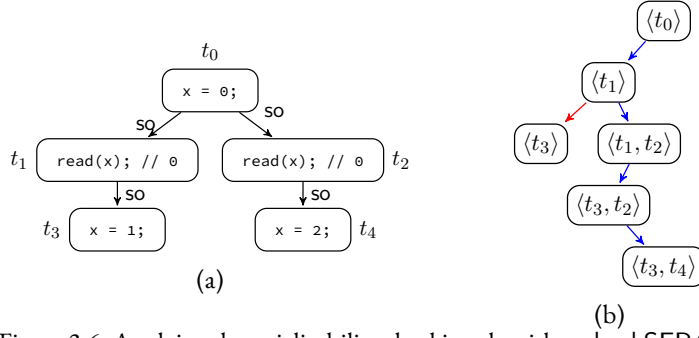 t₀
x = 0;
so so
t₁ read(x); // 0 read(x); // 0 t₂
so so
t₃ x = 1; x = 2; t₄
(a)
⟨t₀⟩
⟨t₁⟩
⟨t₃⟩ ⟨t₁, t₂⟩
⟨t₃, t₂⟩
⟨t₃, t₄⟩
(b)